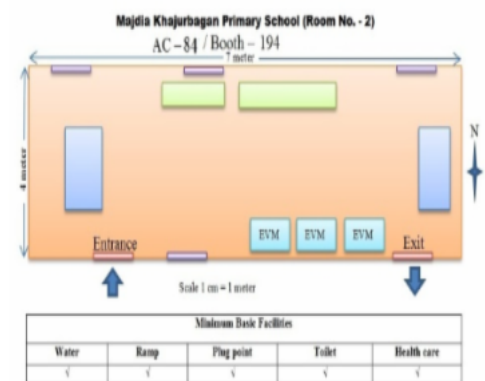 Majdia Khajurbagan Primary School (Room No. - 2)
AC – 84 / Booth - 194
7 meter
4 meter
N
EVM EVM EVM
Entrance
Exit
Scale 1 cm = 1 meter
Minimum Basic Facilities
Water Ramp Plug point Toilet Health care
√ √ √ √ √